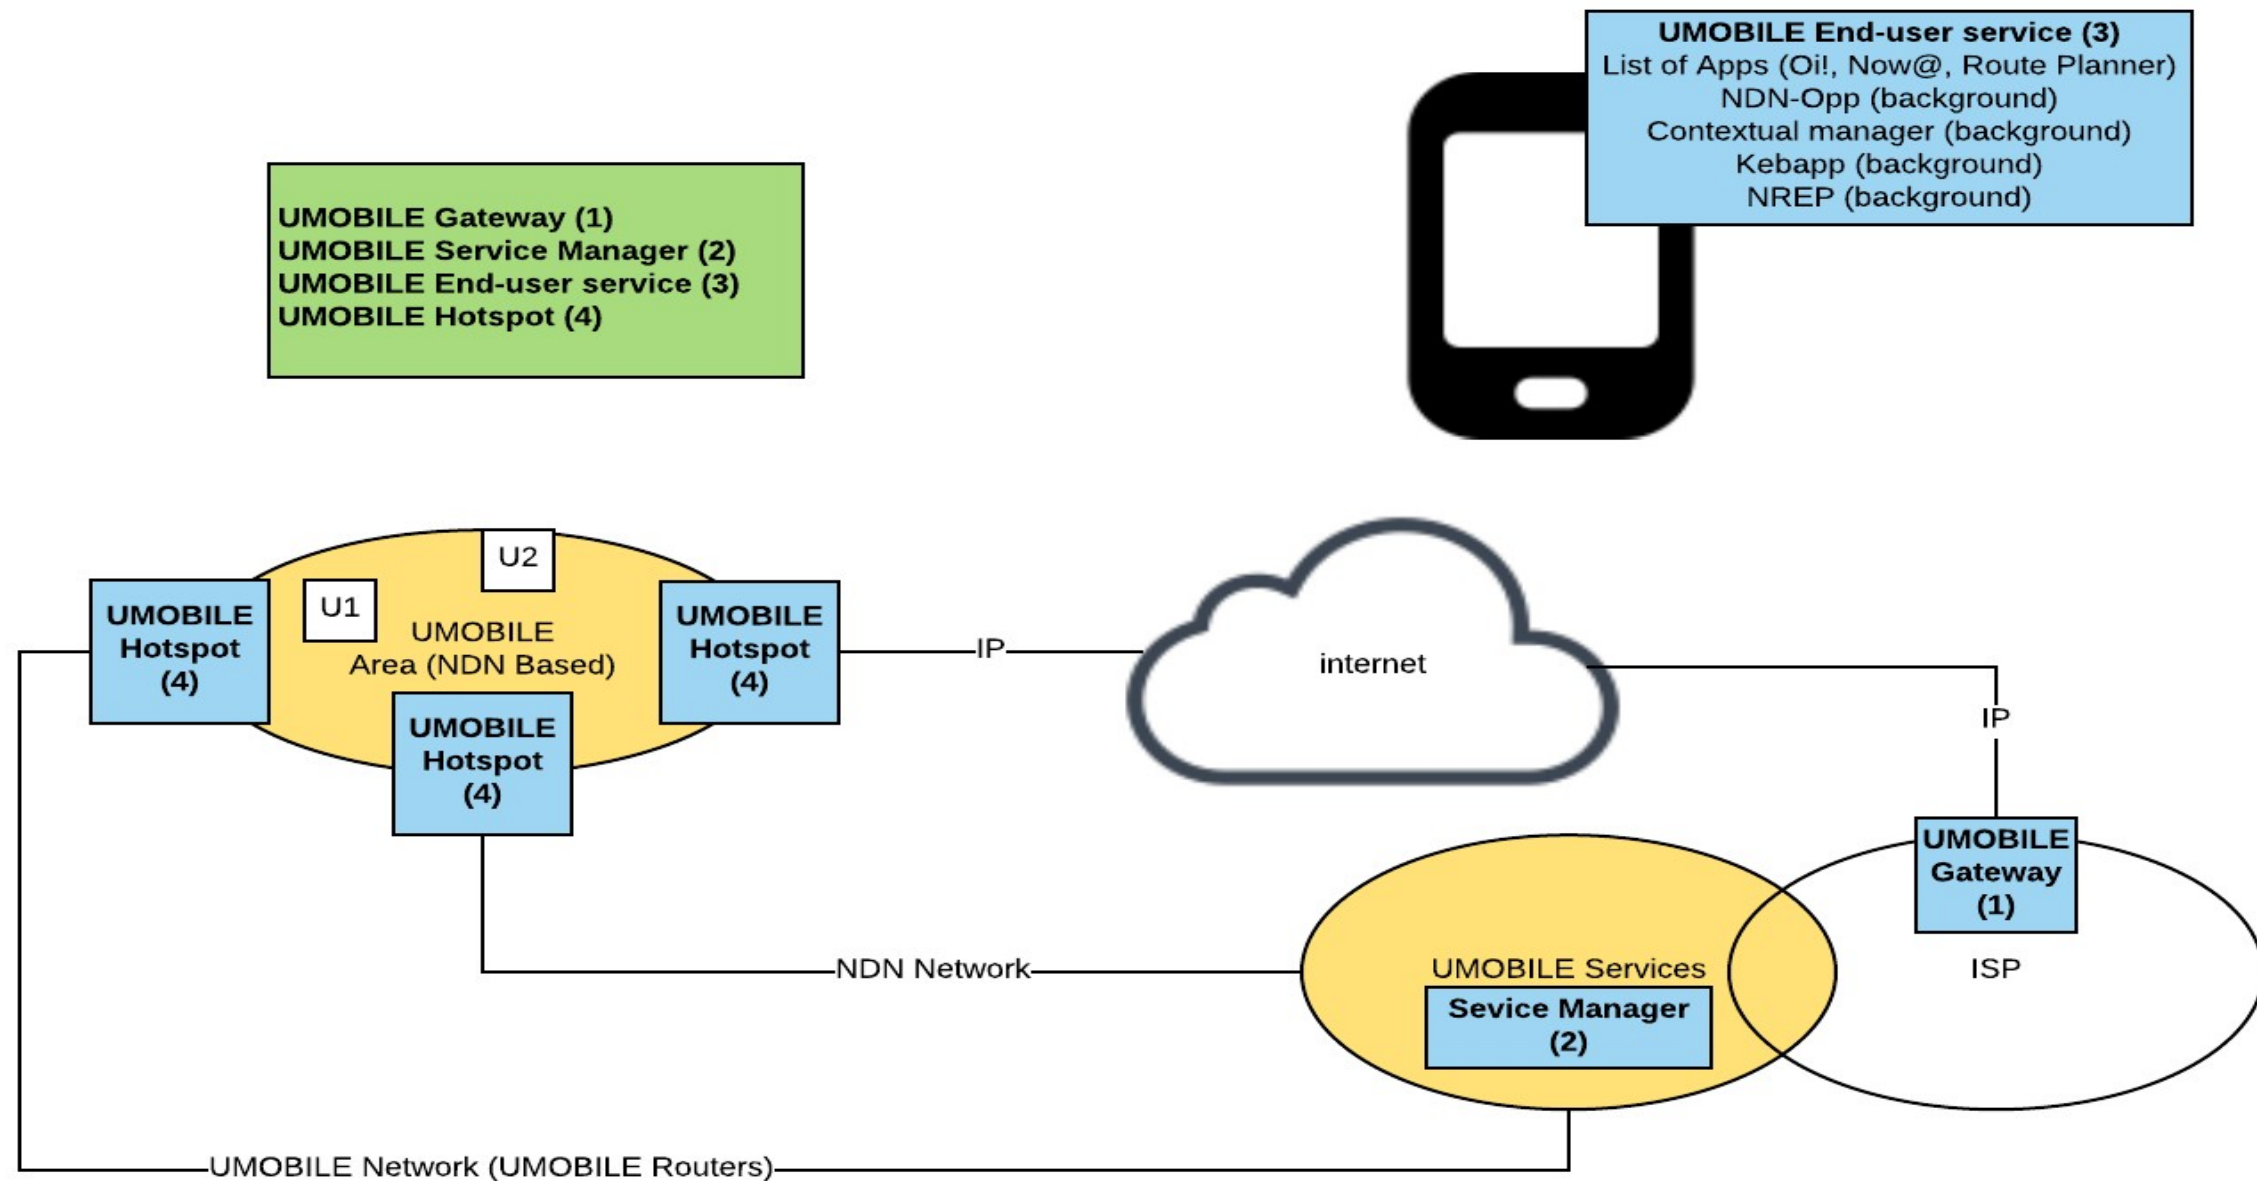 UMOBILE End-user service (3)
List of Apps (Oi!, Now@, Route Planner)
NDN-Opp (background)
Contextual manager (background)
Kebapp (background)
NREP (background)
UMOBILE Gateway (1)
UMOBILE Service Manager (2)
UMOBILE End-user service (3)
UMOBILE Hotspot (4)
U2
U1
UMOBILE
Hotspot
(4)
UMOBILE
Area (NDN Based)
UMOBILE
Hotspot
(4)
UMOBILE
Hotspot
(4)
IP
internet
IP
UMOBILE
Gateway
(1)
ISP
NDN Network
UMOBILE Services
Sevice Manager
(2)
UMOBILE Network (UMOBILE Routers)